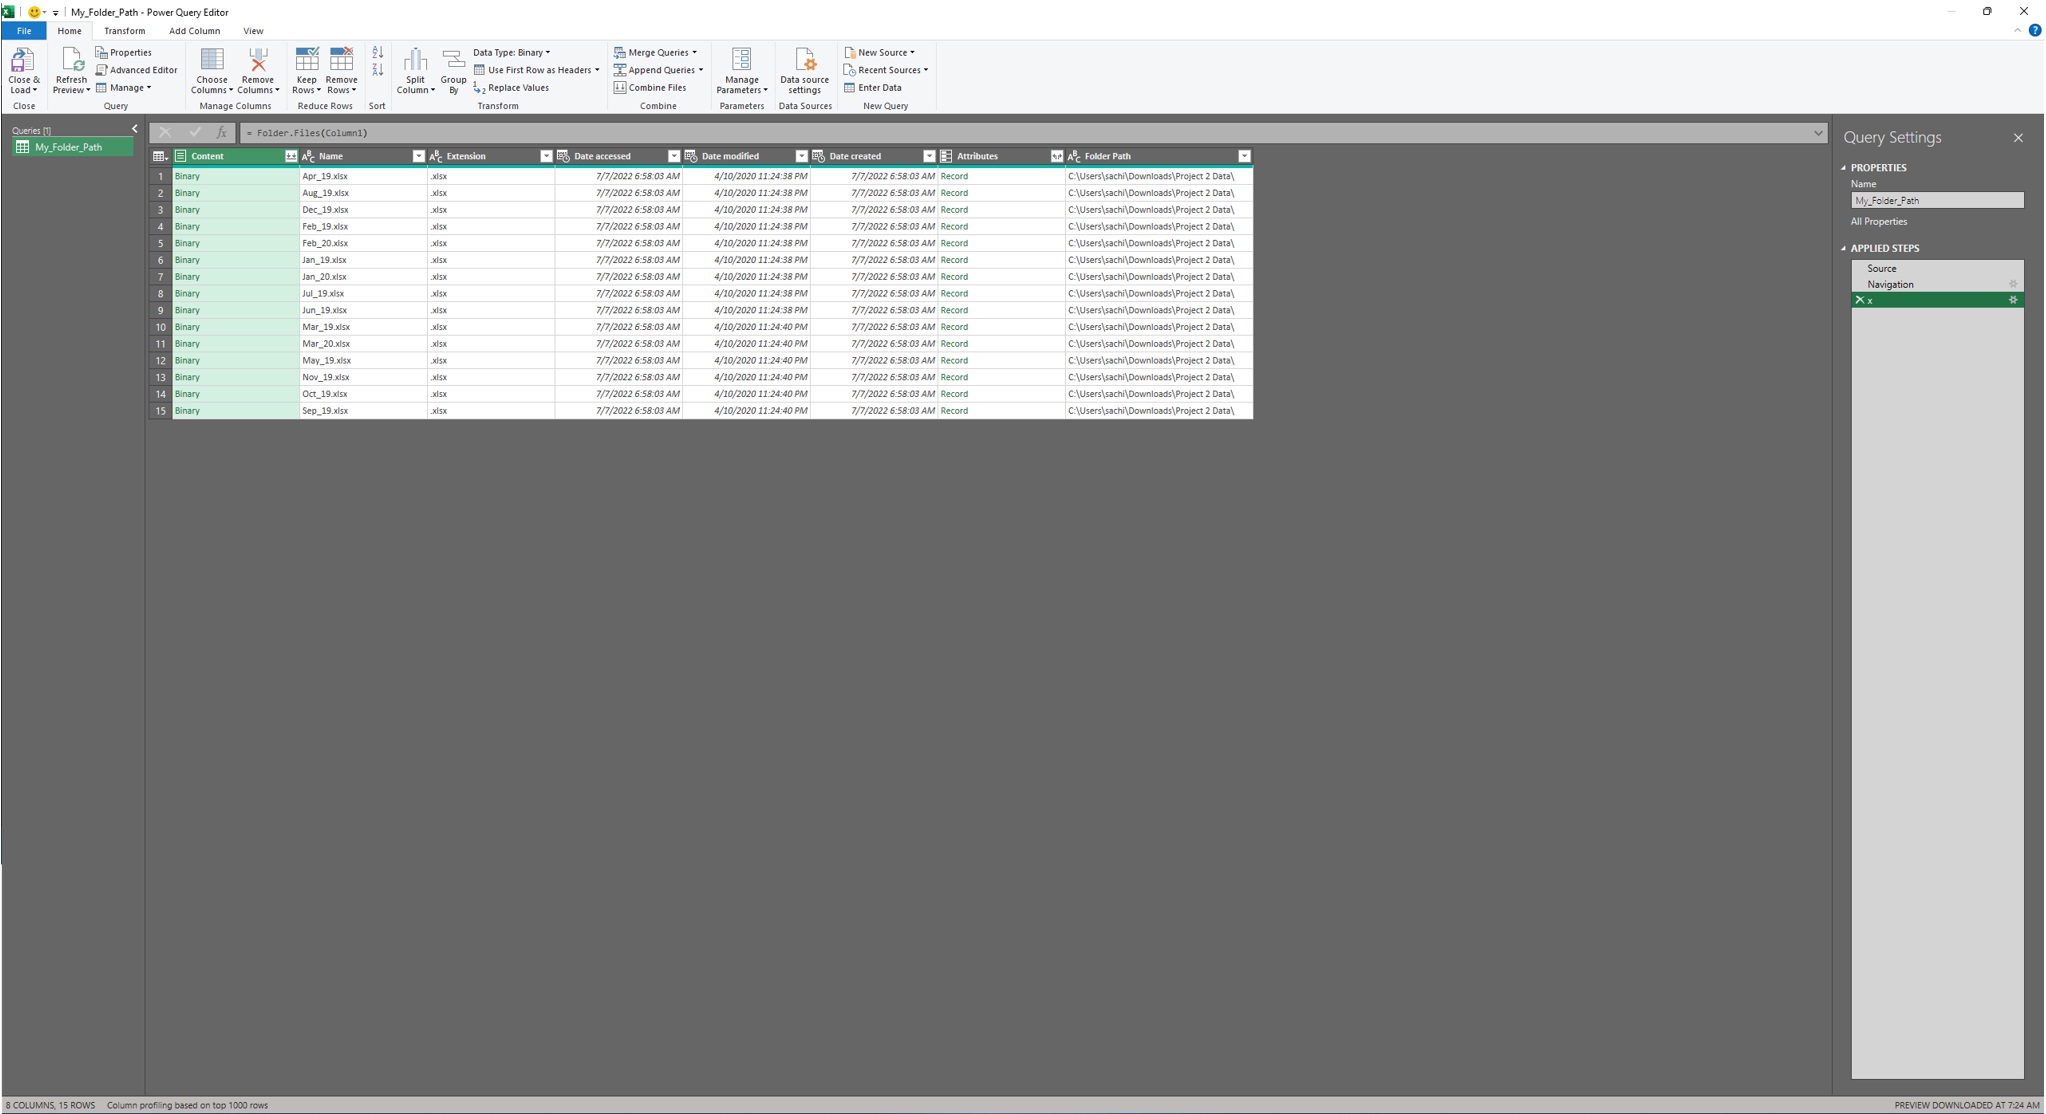 My_Folder_Path - Power Query Editor
File Home Transform Add Column View
Close & Load
Close
Refresh Preview
Properties
Advanced Editor
Manage
Query
Choose Columns
Remove Columns
Manage Columns
Keep Rows
Remove Rows
Reduce Rows
Sort
Split Column
Group By
Data Type: Binary
Use First Row as Headers
Replace Values
Transform
Merge Queries
Append Queries
Combine Files
Combine
Manage Parameters
Parameters
Data source settings
Data Sources
New Source
Recent Sources
Enter Data
New Query
Queries [1]
My_Folder_Path
fx = Folder.Files(Column1)
Content Name Extension Date accessed Date modified Date created Attributes Folder Path
1 Binary Apr_19.xlsx .xlsx 7/7/2022 6:58:03 AM 4/10/2020 11:24:38 PM 7/7/2022 6:58:03 AM Record C:\Users\sachi\Downloads\Project 2 Data\
2 Binary Aug_19.xlsx .xlsx 7/7/2022 6:58:03 AM 4/10/2020 11:24:38 PM 7/7/2022 6:58:03 AM Record C:\Users\sachi\Downloads\Project 2 Data\
3 Binary Dec_19.xlsx .xlsx 7/7/2022 6:58:03 AM 4/10/2020 11:24:38 PM 7/7/2022 6:58:03 AM Record C:\Users\sachi\Downloads\Project 2 Data\
4 Binary Feb_19.xlsx .xlsx 7/7/2022 6:58:03 AM 4/10/2020 11:24:38 PM 7/7/2022 6:58:03 AM Record C:\Users\sachi\Downloads\Project 2 Data\
5 Binary Feb_20.xlsx .xlsx 7/7/2022 6:58:03 AM 4/10/2020 11:24:38 PM 7/7/2022 6:58:03 AM Record C:\Users\sachi\Downloads\Project 2 Data\
6 Binary Jan_19.xlsx .xlsx 7/7/2022 6:58:03 AM 4/10/2020 11:24:38 PM 7/7/2022 6:58:03 AM Record C:\Users\sachi\Downloads\Project 2 Data\
7 Binary Jan_20.xlsx .xlsx 7/7/2022 6:58:03 AM 4/10/2020 11:24:38 PM 7/7/2022 6:58:03 AM Record C:\Users\sachi\Downloads\Project 2 Data\
8 Binary Jul_19.xlsx .xlsx 7/7/2022 6:58:03 AM 4/10/2020 11:24:38 PM 7/7/2022 6:58:03 AM Record C:\Users\sachi\Downloads\Project 2 Data\
9 Binary Jun_19.xlsx .xlsx 7/7/2022 6:58:03 AM 4/10/2020 11:24:38 PM 7/7/2022 6:58:03 AM Record C:\Users\sachi\Downloads\Project 2 Data\
10 Binary Mar_19.xlsx .xlsx 7/7/2022 6:58:03 AM 4/10/2020 11:24:40 PM 7/7/2022 6:58:03 AM Record C:\Users\sachi\Downloads\Project 2 Data\
11 Binary Mar_20.xlsx .xlsx 7/7/2022 6:58:03 AM 4/10/2020 11:24:40 PM 7/7/2022 6:58:03 AM Record C:\Users\sachi\Downloads\Project 2 Data\
12 Binary May_19.xlsx .xlsx 7/7/2022 6:58:03 AM 4/10/2020 11:24:40 PM 7/7/2022 6:58:03 AM Record C:\Users\sachi\Downloads\Project 2 Data\
13 Binary Nov_19.xlsx .xlsx 7/7/2022 6:58:03 AM 4/10/2020 11:24:40 PM 7/7/2022 6:58:03 AM Record C:\Users\sachi\Downloads\Project 2 Data\
14 Binary Oct_19.xlsx .xlsx 7/7/2022 6:58:03 AM 4/10/2020 11:24:40 PM 7/7/2022 6:58:03 AM Record C:\Users\sachi\Downloads\Project 2 Data\
15 Binary Sep_19.xlsx .xlsx 7/7/2022 6:58:03 AM 4/10/2020 11:24:40 PM 7/7/2022 6:58:03 AM Record C:\Users\sachi\Downloads\Project 2 Data\
Query Settings
PROPERTIES
Name
My_Folder_Path
All Properties
APPLIED STEPS
Source
Navigation
x
8 COLUMNS, 15 ROWS Column profiling based on top 1000 rows
PREVIEW DOWNLOADED AT 7:24 AM